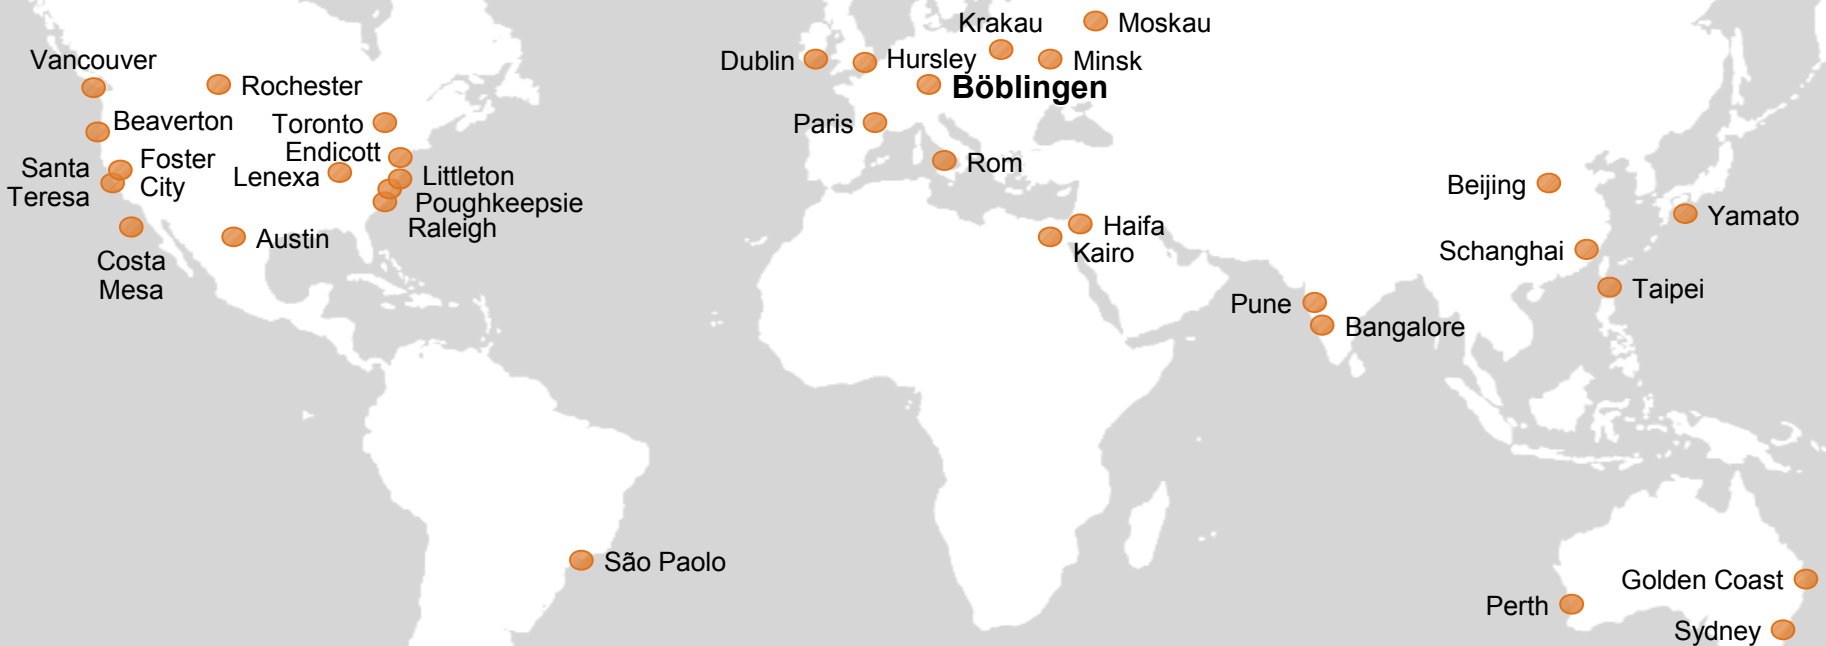 Vancouver
Rochester
Beaverton
Toronto
Endicott
Santa
Teresa
Foster
City
Lenexa
Littleton
Poughkeepsie
Raleigh
Austin
Costa
Mesa
São Paolo
Krakau
Moskau
Dublin
Hursley
Minsk
Böblingen
Paris
Rom
Haifa
Kairo
Beijing
Yamato
Schanghai
Taipei
Pune
Bangalore
Golden Coast
Perth
Sydney